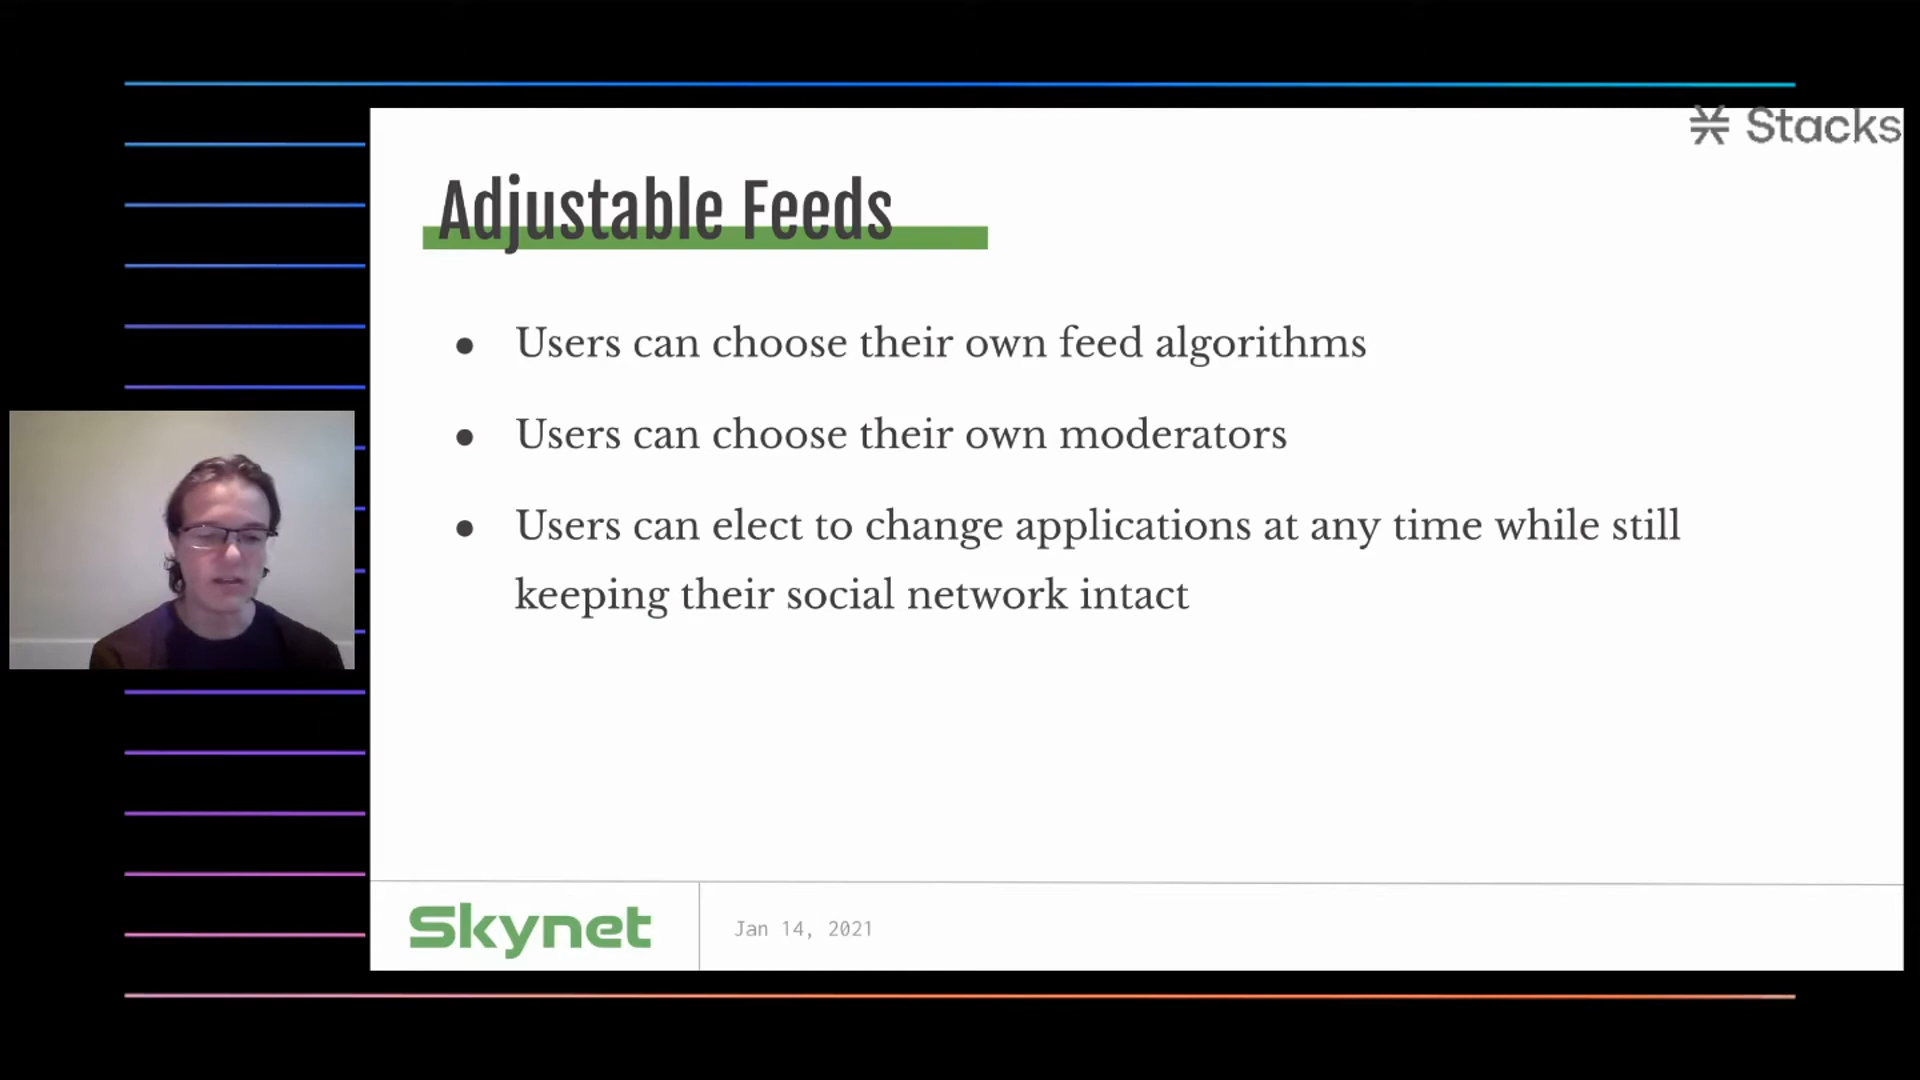 Stacks
Adjustable Feeds
● Users can choose their own feed algorithms
● Users can choose their own moderators
● Users can elect to change applications at any time while still
keeping their social network intact
Skynet
Jan 14, 2021